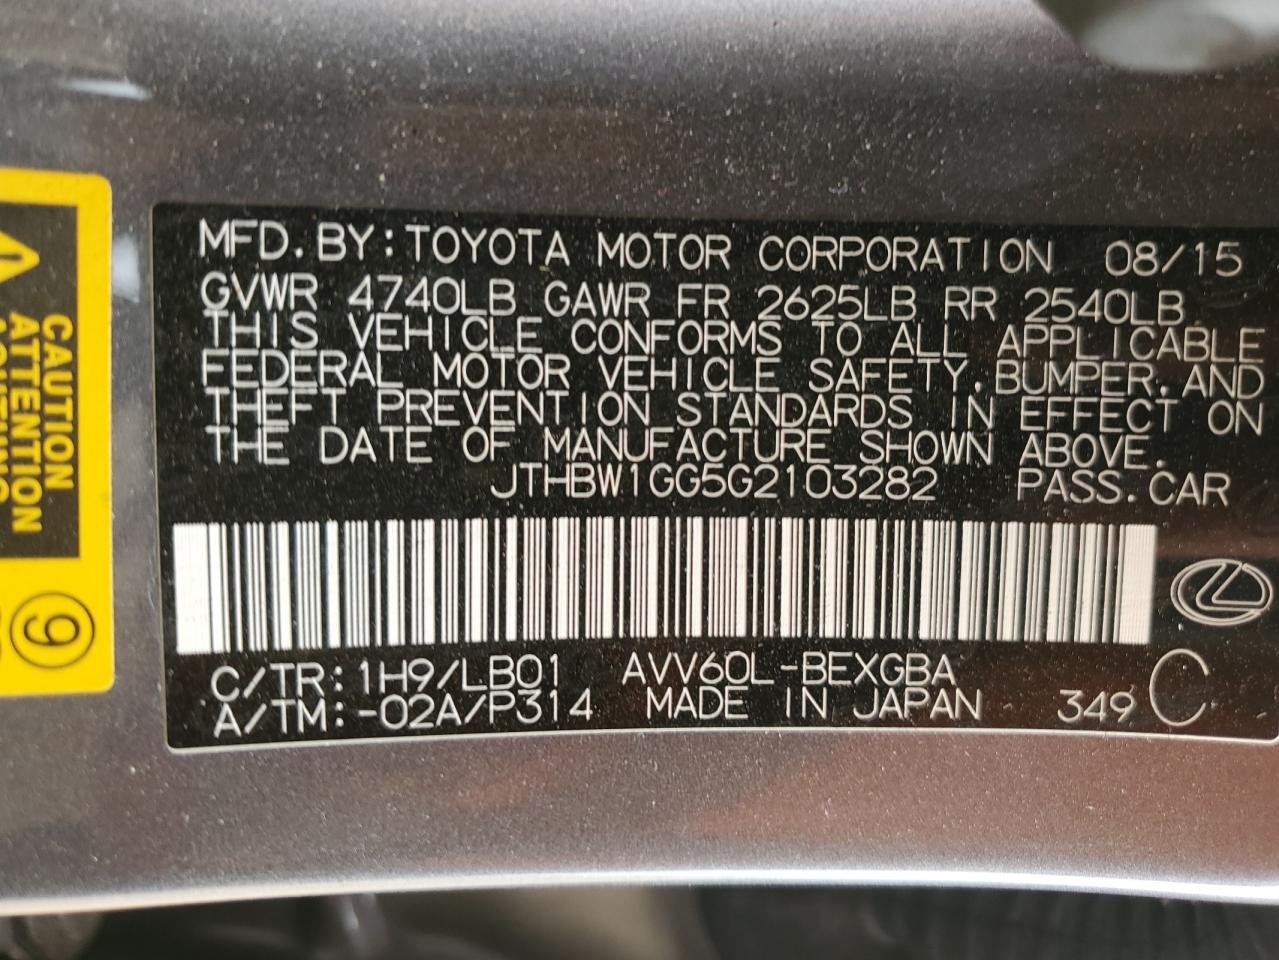 MFD.BY:TOYOTA MOTOR CORPORATION 08/15
GVWR 4740LB GAWR FR 2625LB RR 2540LB
THIS VEHICLE CONFORMS TO ALL APPLICABLE
FEDERAL MOTOR VEHICLE SAFETY,BUMPER,AND
THEFT PREVENTION STANDARDS IN EFFECT ON
THE DATE OF MANUFACTURE SHOWN ABOVE.
JTHBW1GG5G2103282 PASS.CAR
C/TR:1H9/LB01 AVV60L-BEXGBA
A/TM:-02A/P314 MADE IN JAPAN 349 C
CAUTION
ATTENTION
9